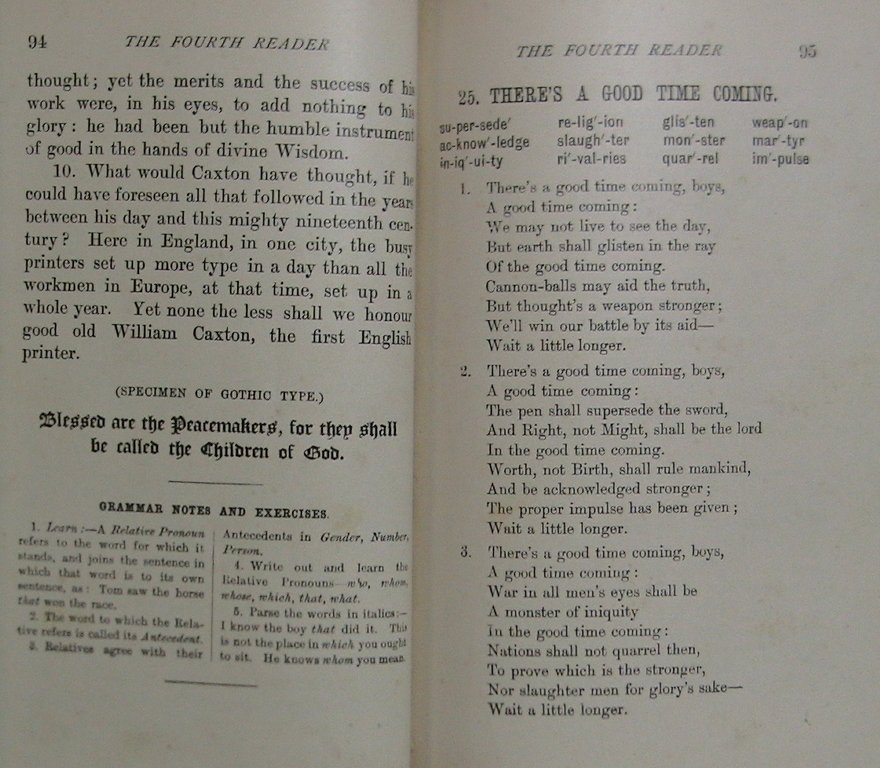 94
THE FOURTH READER
thought; yet the merits and the success of his
work were, in his eyes, to add nothing to his
glory: he had been but the humble instrument
of good in the hands of divine Wisdom.
10. What would Caxton have thought, if he
could have foreseen all that followed in the years
between his day and this mighty nineteenth cen-
tury? Here in England, in one city, the busy
printers set up more type in a day than all the
workmen in Europe, at that time, set up in a
whole year. Yet none the less shall we honour
good old William Caxton, the first English
printer.
(SPECIMEN OF GOTHIC TYPE.)
Blessed are the Peacemakers, for they shall
be called the Children of God.
GRAMMAR NOTES AND EXERCISES.
1. Learn:—A Relative Pronoun
refers to the word for which it
stands, and joins the sentence in
which that word is to its own
sentence, as: Tom saw the horse
that won the race.
2. The word to which the Rela-
tive refers is called its Antecedent.
3. Relatives agree with their
Antecedents in Gender, Number,
Person.
4. Write out and learn the
Relative Pronouns—who, whom,
whose, which, that, what.
5. Parse the words in italics:—
I know the boy that did it. This
is not the place in which you ought
to sit. He knows whom you mean.
THE FOURTH READER
95
25. THERE'S A GOOD TIME COMING.
su-per-sede′ re-lig′-ion glis′-ten weap′-on
ac-know′-ledge slaugh′-ter mon′-ster mar′-tyr
in-iq′-ui-ty ri′-val-ries quar′-rel im′-pulse
1. There's a good time coming, boys,
A good time coming:
We may not live to see the day,
But earth shall glisten in the ray
Of the good time coming.
Cannon-balls may aid the truth,
But thought's a weapon stronger;
We'll win our battle by its aid—
Wait a little longer.
2. There's a good time coming, boys,
A good time coming:
The pen shall supersede the sword,
And Right, not Might, shall be the lord
In the good time coming.
Worth, not Birth, shall rule mankind,
And be acknowledged stronger;
The proper impulse has been given;
Wait a little longer.
3. There's a good time coming, boys,
A good time coming:
War in all men's eyes shall be
A monster of iniquity
In the good time coming:
Nations shall not quarrel then,
To prove which is the stronger,
Nor slaughter men for glory's sake—
Wait a little longer.